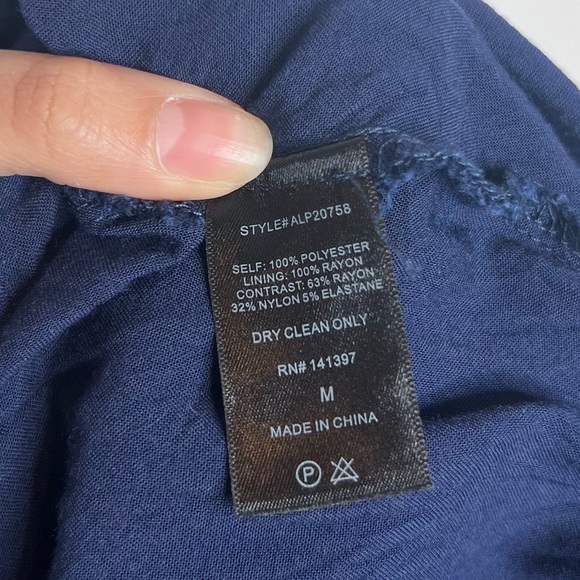 STYLE#ALP20758
SELF: 100% POLYESTER
LINING: 100% RAYON
CONTRAST: 63% RAYON
32% NYLON 5% ELASTANE
DRY CLEAN ONLY
RN# 141397
M
MADE IN CHINA
P